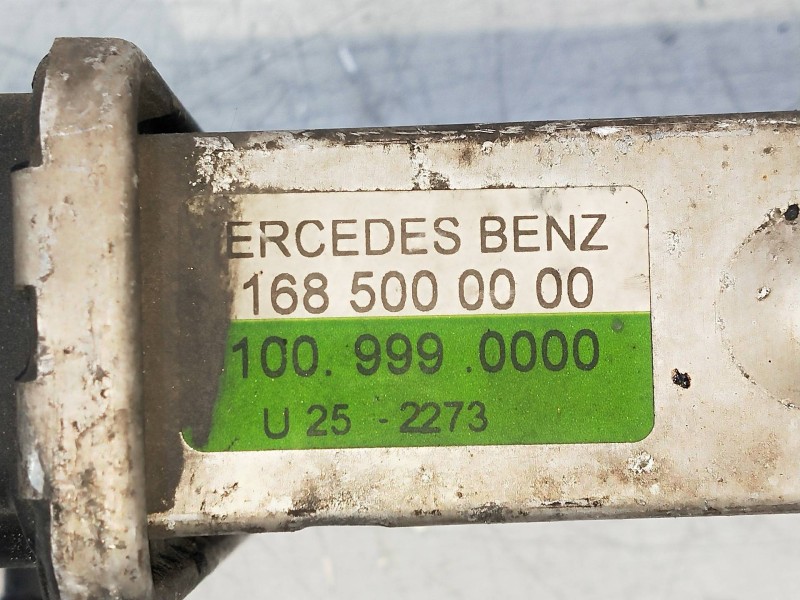 ERCEDES BENZ
168 500 00 00
100. 999 .0000
U 25 - 2273